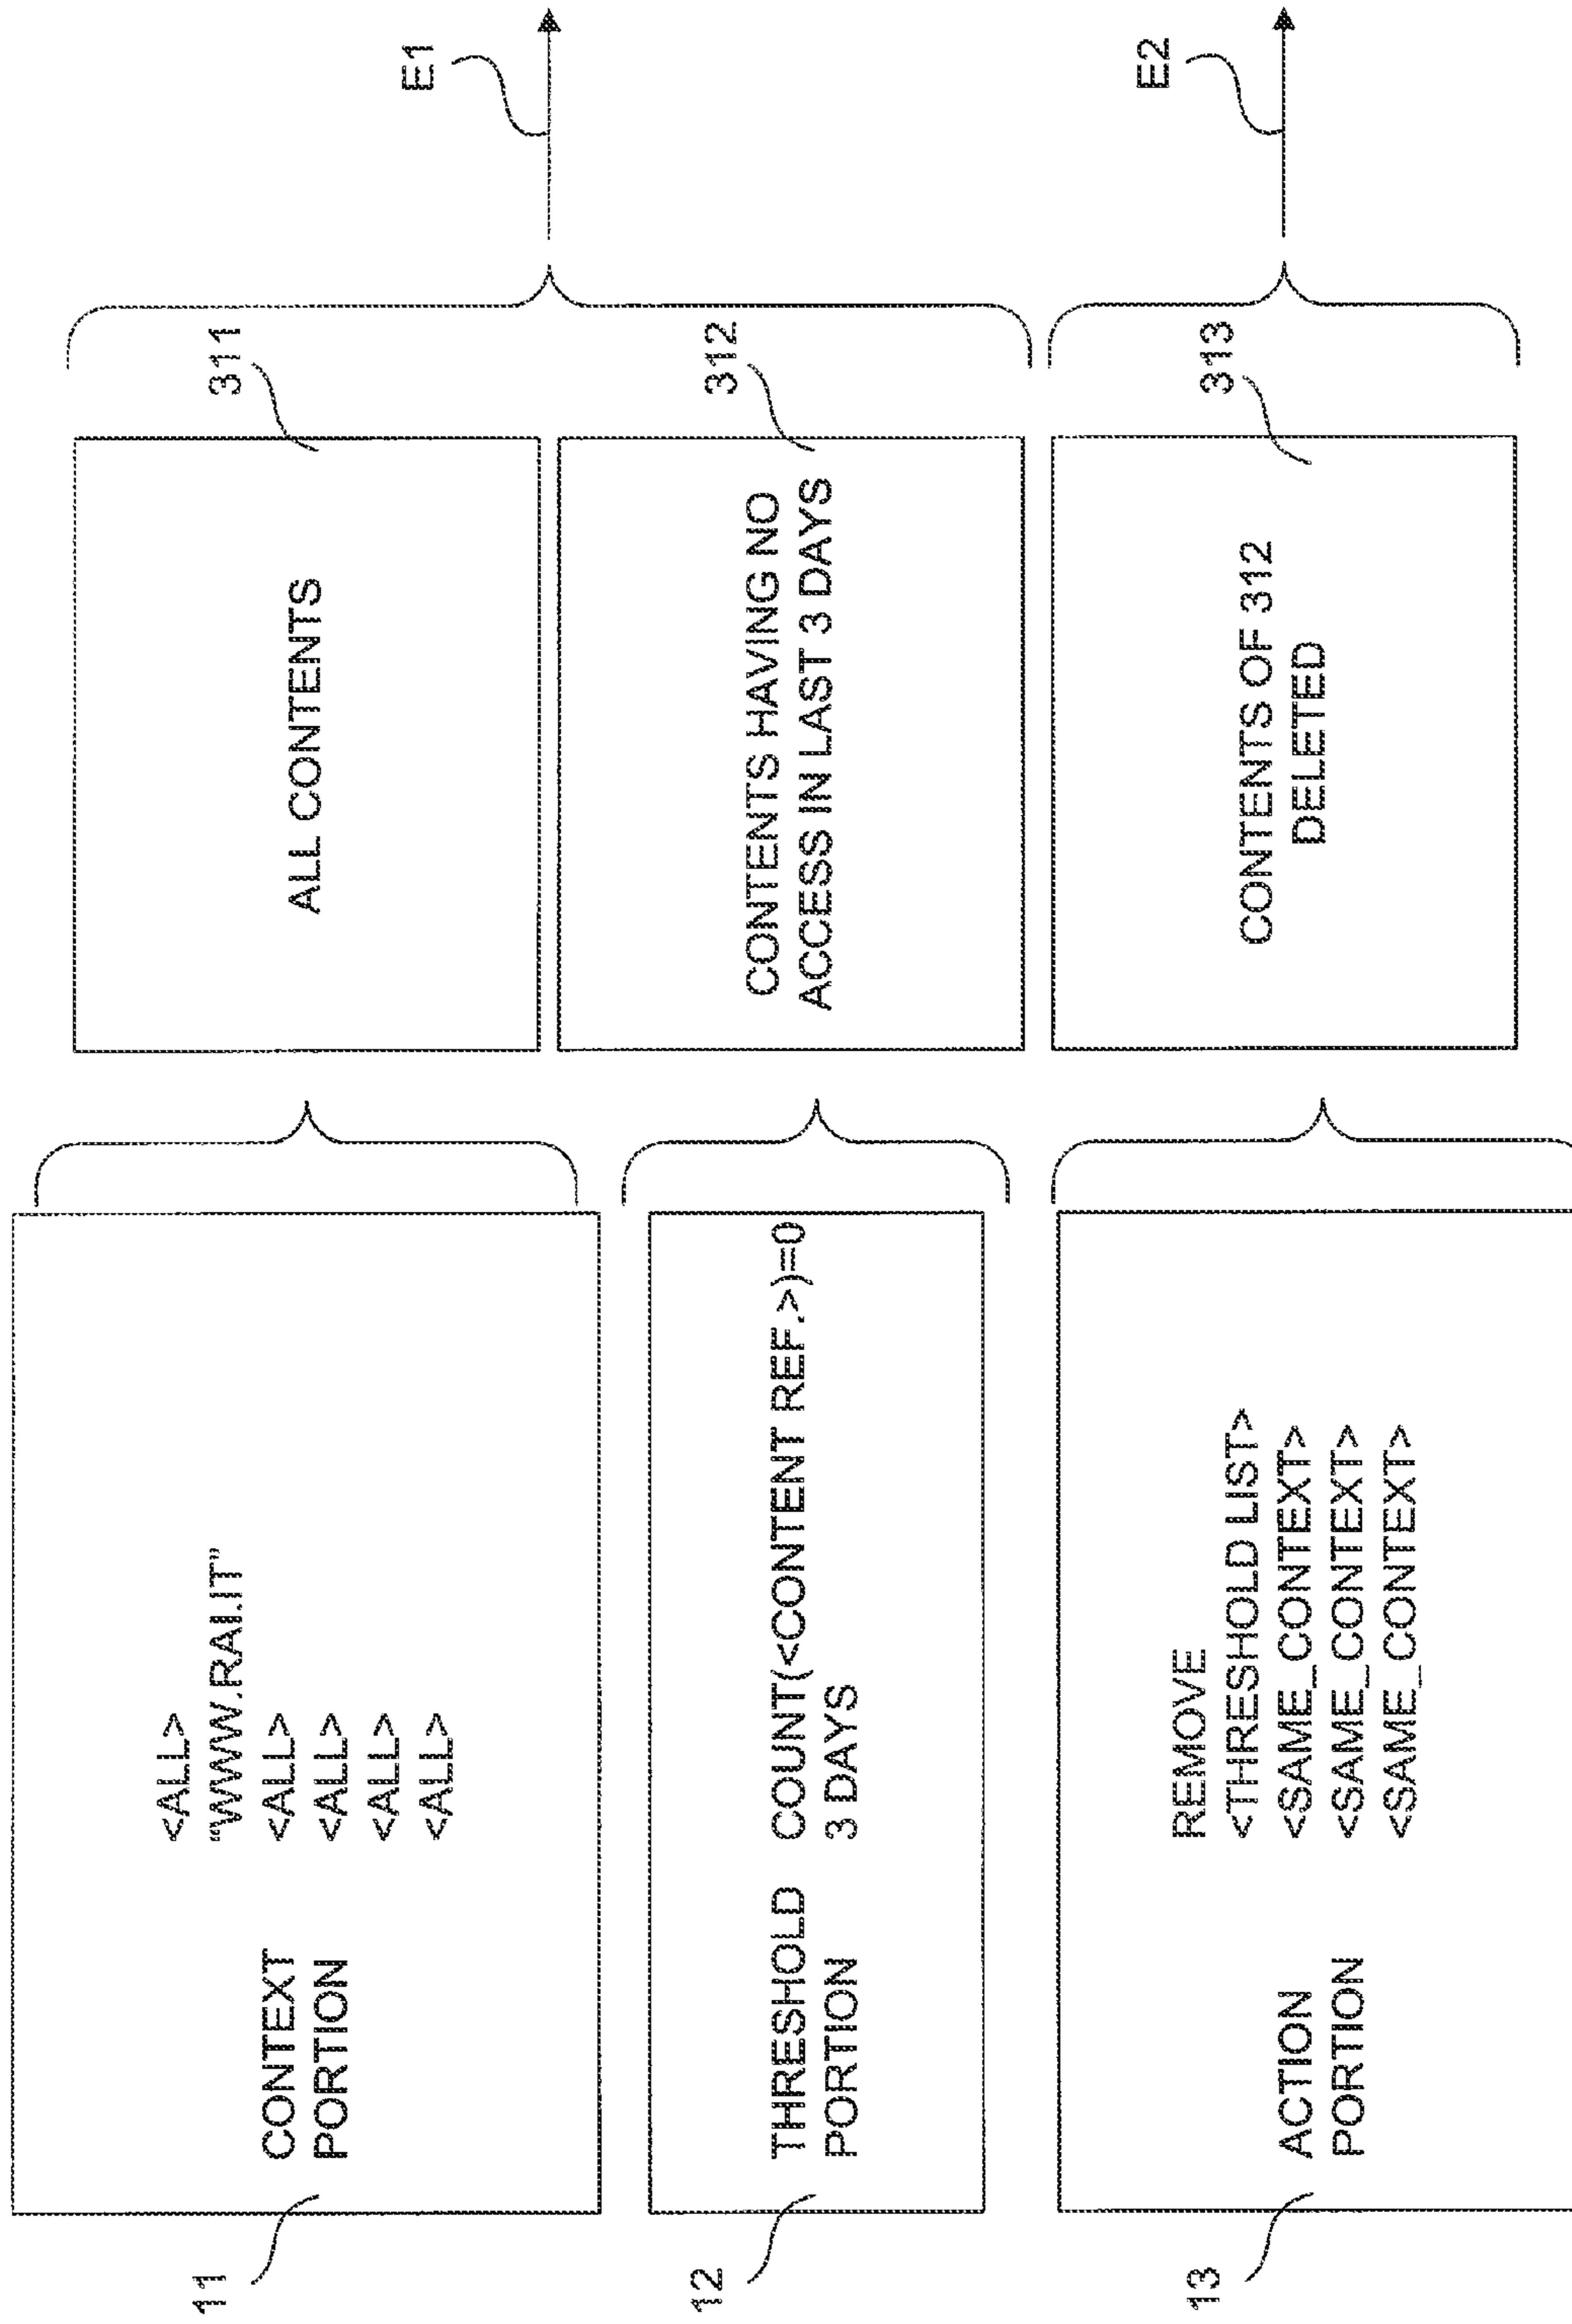 11
CONTEXT
PORTION
<ALL>
"WWW.RAI.IT"
<ALL>
<ALL>
<ALL>
<ALL>
311
ALL CONTENTS
E1
12
THRESHOLD
PORTION
COUNT(<CONTENT REF.>)=0
3 DAYS
312
CONTENTS HAVING NO
ACCESS IN LAST 3 DAYS
13
ACTION
PORTION
REMOVE
<THRESHOLD LIST>
<SAME_CONTEXT>
<SAME_CONTEXT>
<SAME_CONTEXT>
313
CONTENTS OF 312
DELETED
E2